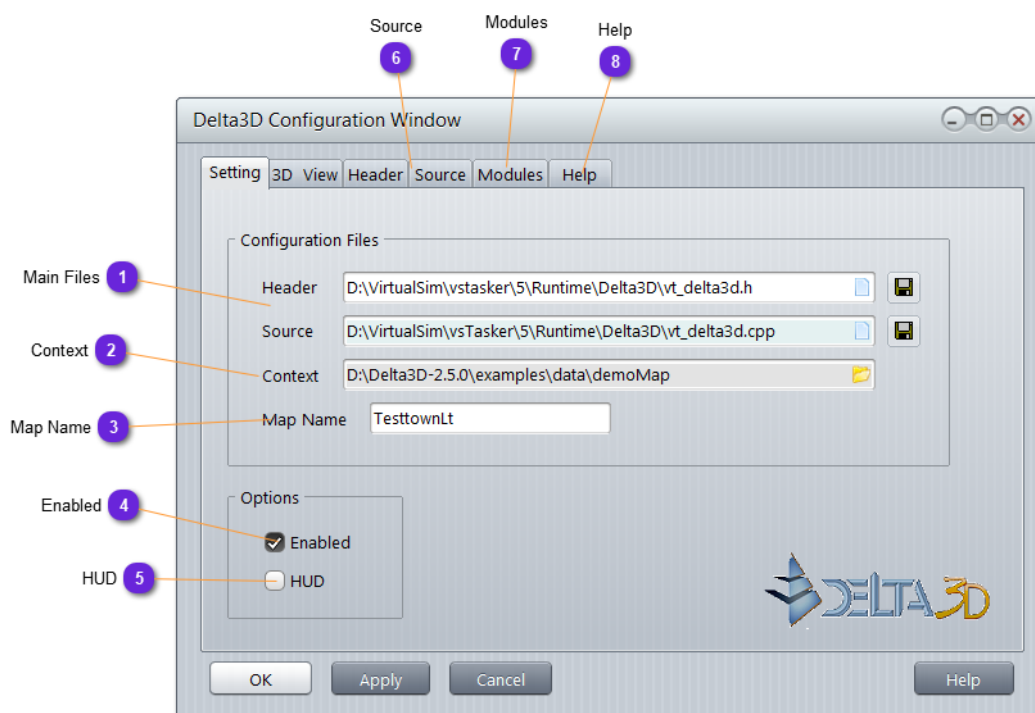 Source
6
Modules
7
Help
8
Delta3D Configuration Window
Setting 3D View Header Source Modules Help
Configuration Files
Main Files 1
Header D:\VirtualSim\vstasker\5\Runtime\Delta3D\vt_delta3d.h
Source D:\VirtualSim\vsTasker\5\Runtime\Delta3D\vt_delta3d.cpp
Context 2
Context D:\Delta3D-2.5.0\examples\data\demoMap
Map Name 3
Map Name TesttownLt
Options
Enabled 4
Enabled
HUD 5
HUD
DELTA3D
OK Apply Cancel Help